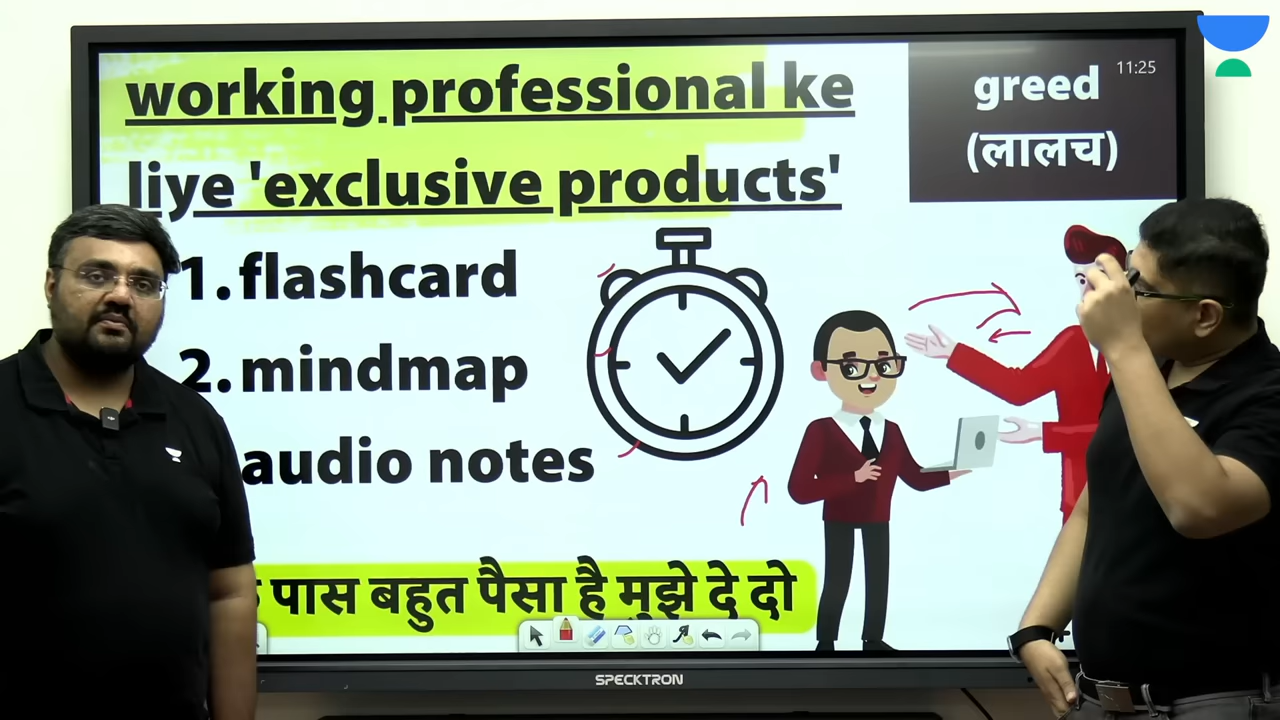 working professional ke
liye 'exclusive products'
greed
(लालच)
11:25
1. flashcard
2. mindmap
audio notes
पास बहुत पैसा है मुझे दे दो
SPECKTRON